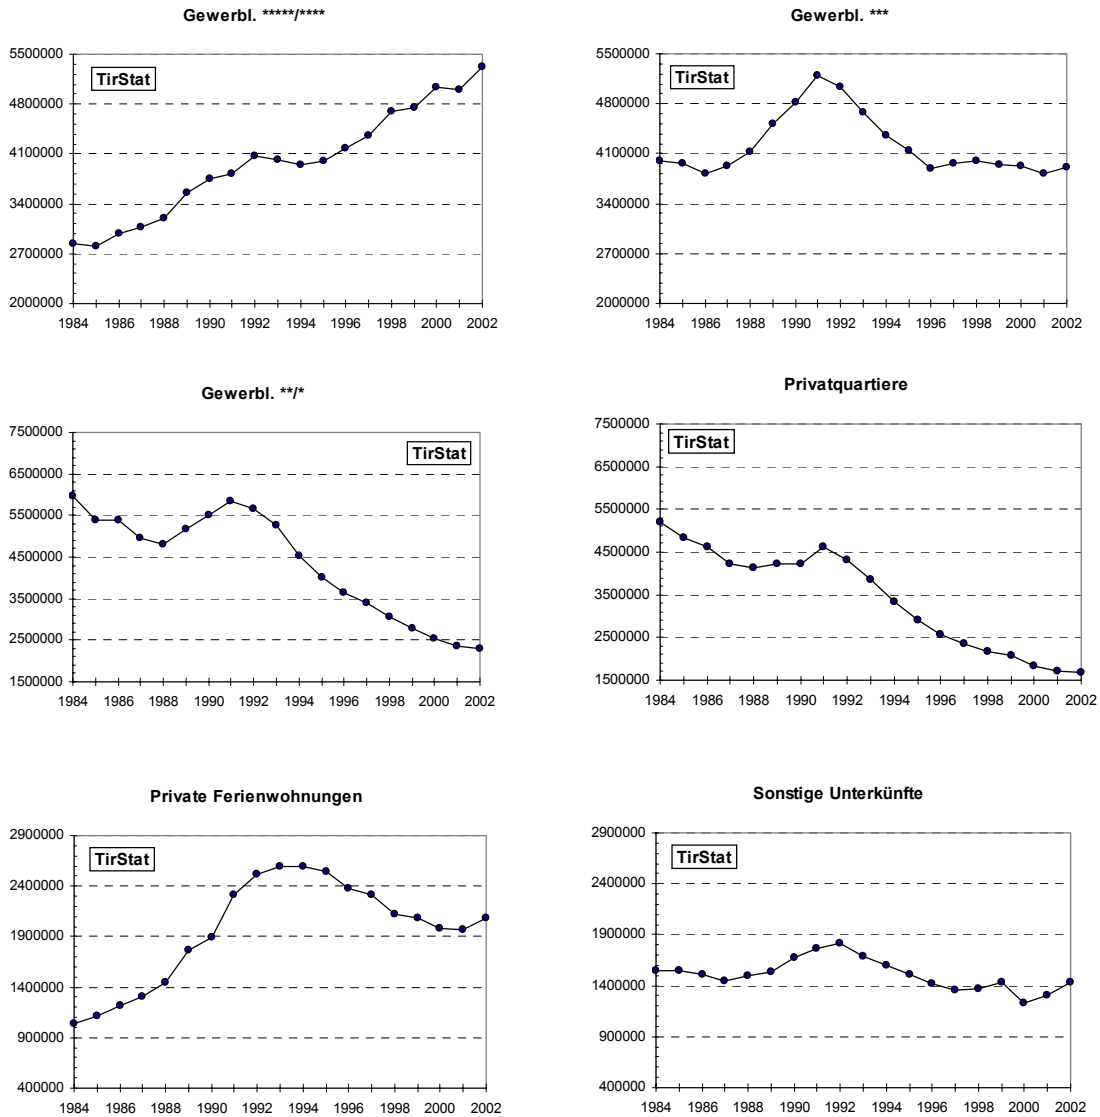 Gewerbl. *****/****
5500000
TirStat
4800000
4100000
3400000
2700000
2000000
1984 1986 1988 1990 1992 1994 1996 1998 2000 2002
Gewerbl. ***
5500000
TirStat
4800000
4100000
3400000
2700000
2000000
1984 1986 1988 1990 1992 1994 1996 1998 2000 2002
Gewerbl. **/*
7500000
TirStat
6500000
5500000
4500000
3500000
2500000
1500000
1984 1986 1988 1990 1992 1994 1996 1998 2000 2002
Privatquartiere
7500000
TirStat
6500000
5500000
4500000
3500000
2500000
1500000
1984 1986 1988 1990 1992 1994 1996 1998 2000 2002
Private Ferienwohnungen
2900000
TirStat
2400000
1900000
1400000
900000
400000
1984 1986 1988 1990 1992 1994 1996 1998 2000 2002
Sonstige Unterkünfte
2900000
TirStat
2400000
1900000
1400000
900000
400000
1984 1986 1988 1990 1992 1994 1996 1998 2000 2002